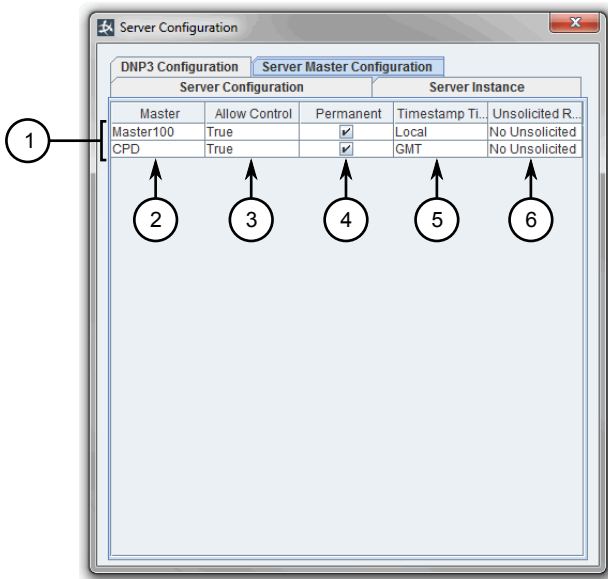 Server Configuration
DNP3 Configuration Server Master Configuration
Server Configuration Server Instance
Master Allow Control Permanent Timestamp Ti... Unsolicited R...
Master100 True Local No Unsolicited
CPD True GMT No Unsolicited
1
2 3 4 5 6